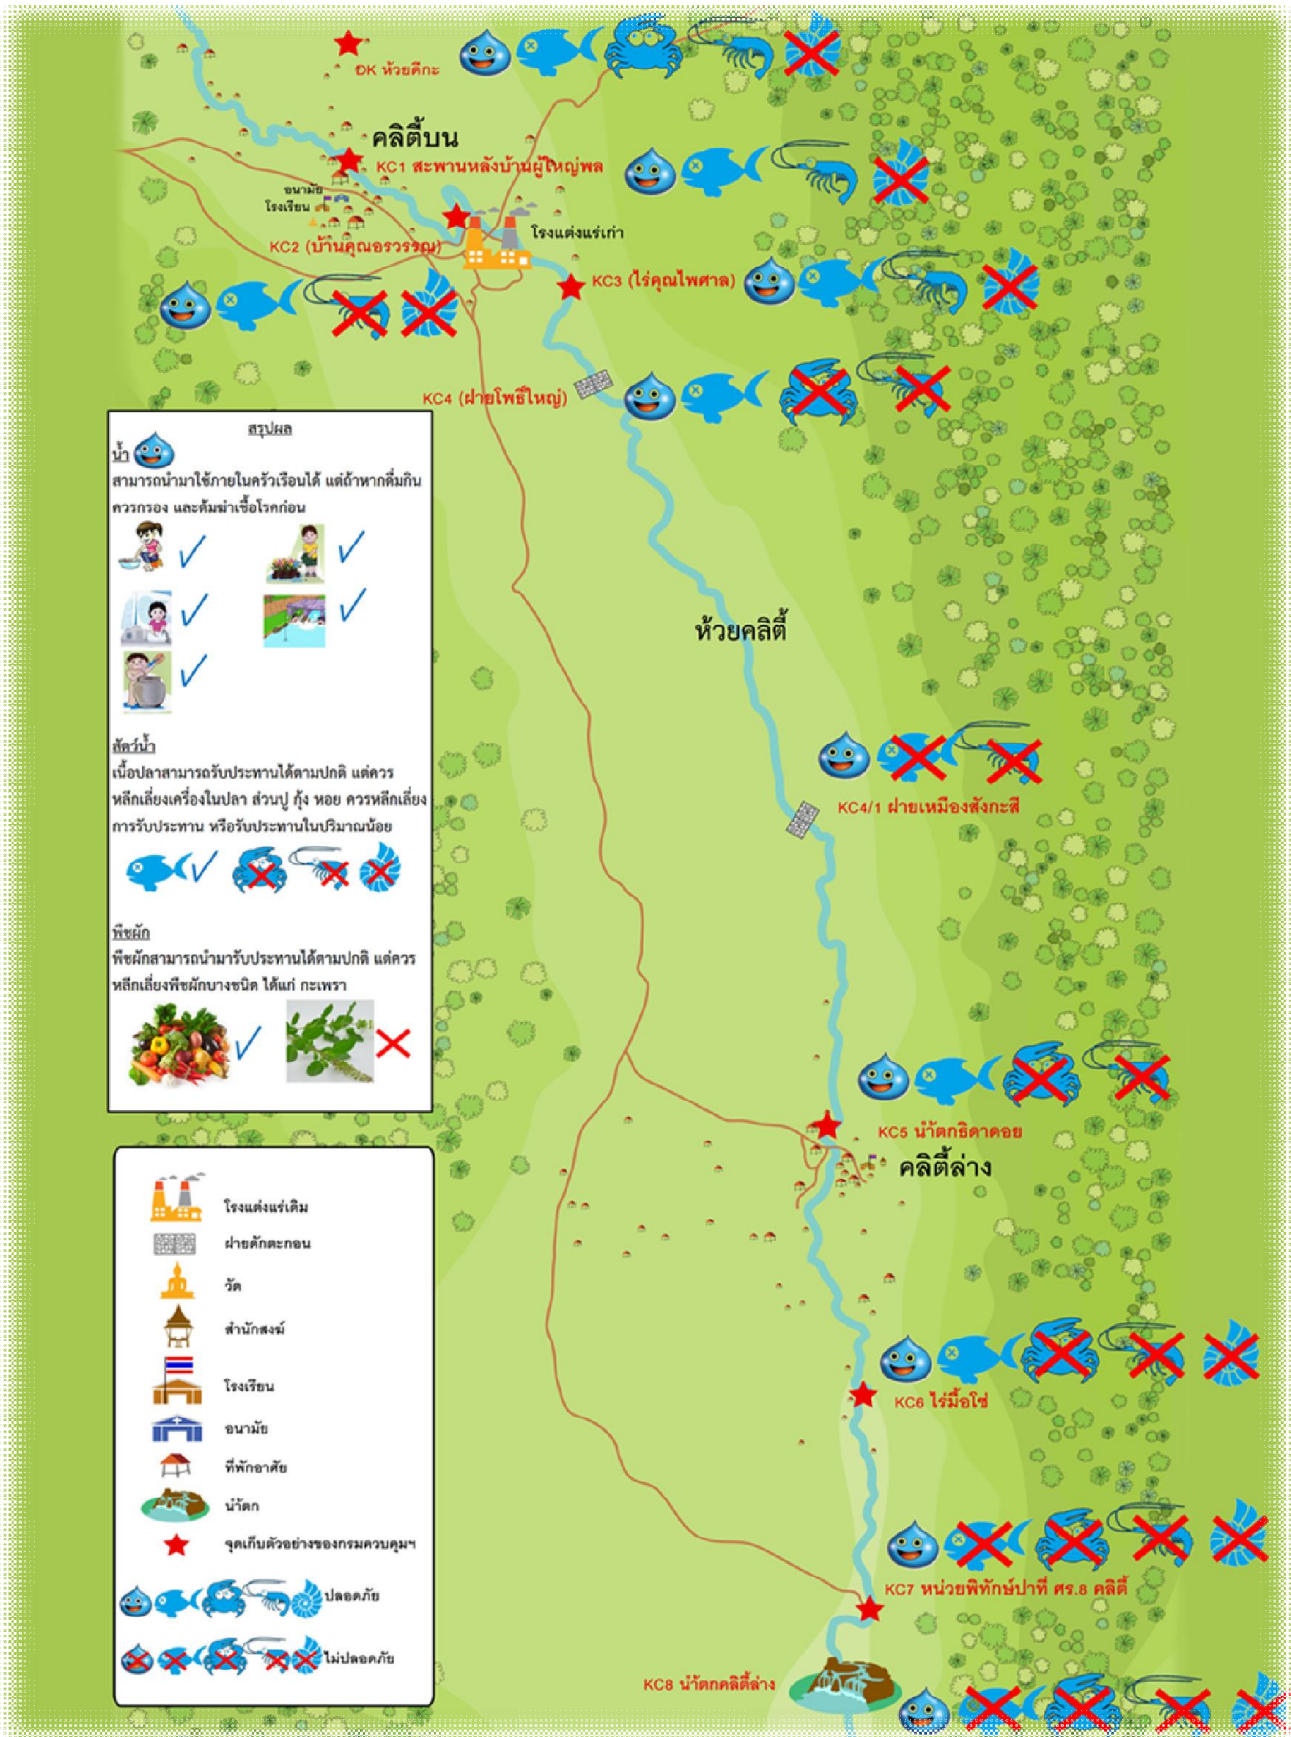 DK ห้วยดีกะ
คลิตี้บน
KC1 สะพานหลังบ้านผู้ใหญ่พล
อนามัย
โรงเรียน
โรงแต่งแร่เก่า
KC2 (บ้านคุณอรวรรณ)
KC3 (ไร่คุณไพศาล)
KC4 (ฝายโพธิ์ใหญ่)
สรุปผล
น้ำ
สามารถนำมาใช้ภายในครัวเรือนได้ แต่ถ้าหากดื่มกิน
ควรกรอง และต้มฆ่าเชื้อโรคก่อน
ห้วยคลิตี้
สัตว์น้ำ
เนื้อปลาสามารถรับประทานได้ตามปกติ แต่ควร
หลีกเลี่ยงเครื่องในปลา ส่วนปู กุ้ง หอย ควรหลีกเลี่ยง
การรับประทาน หรือรับประทานในปริมาณน้อย
KC4/1 ฝายเหมืองสังกะสี
พืชผัก
พืชผักสามารถนำมารับประทานได้ตามปกติ แต่ควร
หลีกเลี่ยงพืชผักบางชนิด ได้แก่ กะเพรา
KC5 น้ำตกธิดาดอย
คลิตี้ล่าง
โรงแต่งแร่เดิม
ฝายดักตะกอน
วัด
สำนักสงฆ์
โรงเรียน
อนามัย
ที่พักอาศัย
น้ำตก
จุดเก็บตัวอย่างของกรมควบคุมฯ
ปลอดภัย
ไม่ปลอดภัย
KC6 ไร่มื้อโซ่
KC7 หน่วยพิทักษ์ป่าที่ ศร.8 คลิตี้
KC8 น้ำตกคลิตี้ล่าง